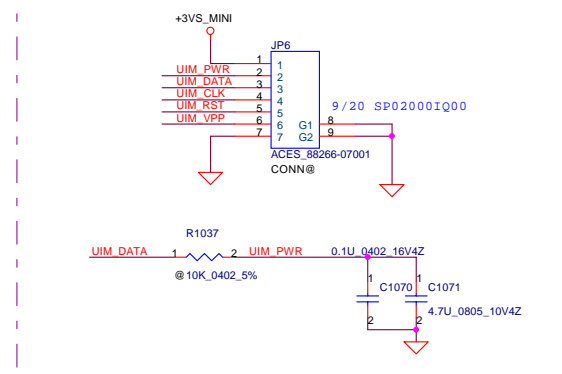 +3VS_MINI
JP6
1 1
UIM_PWR 2 2
UIM_DATA 3 3
UIM_CLK 4 4
UIM_RST 5 5
UIM_VPP 6 6
7 7
G1 8
G2 9
9/20 SP02000IQ00
ACES_88266-07001
CONN@
R1037
UIM_DATA 1 2 UIM_PWR 0.1U_0402_16V4Z
@10K_0402_5%
1 1
C1070 C1071
4.7U_0805_10V4Z
2 2